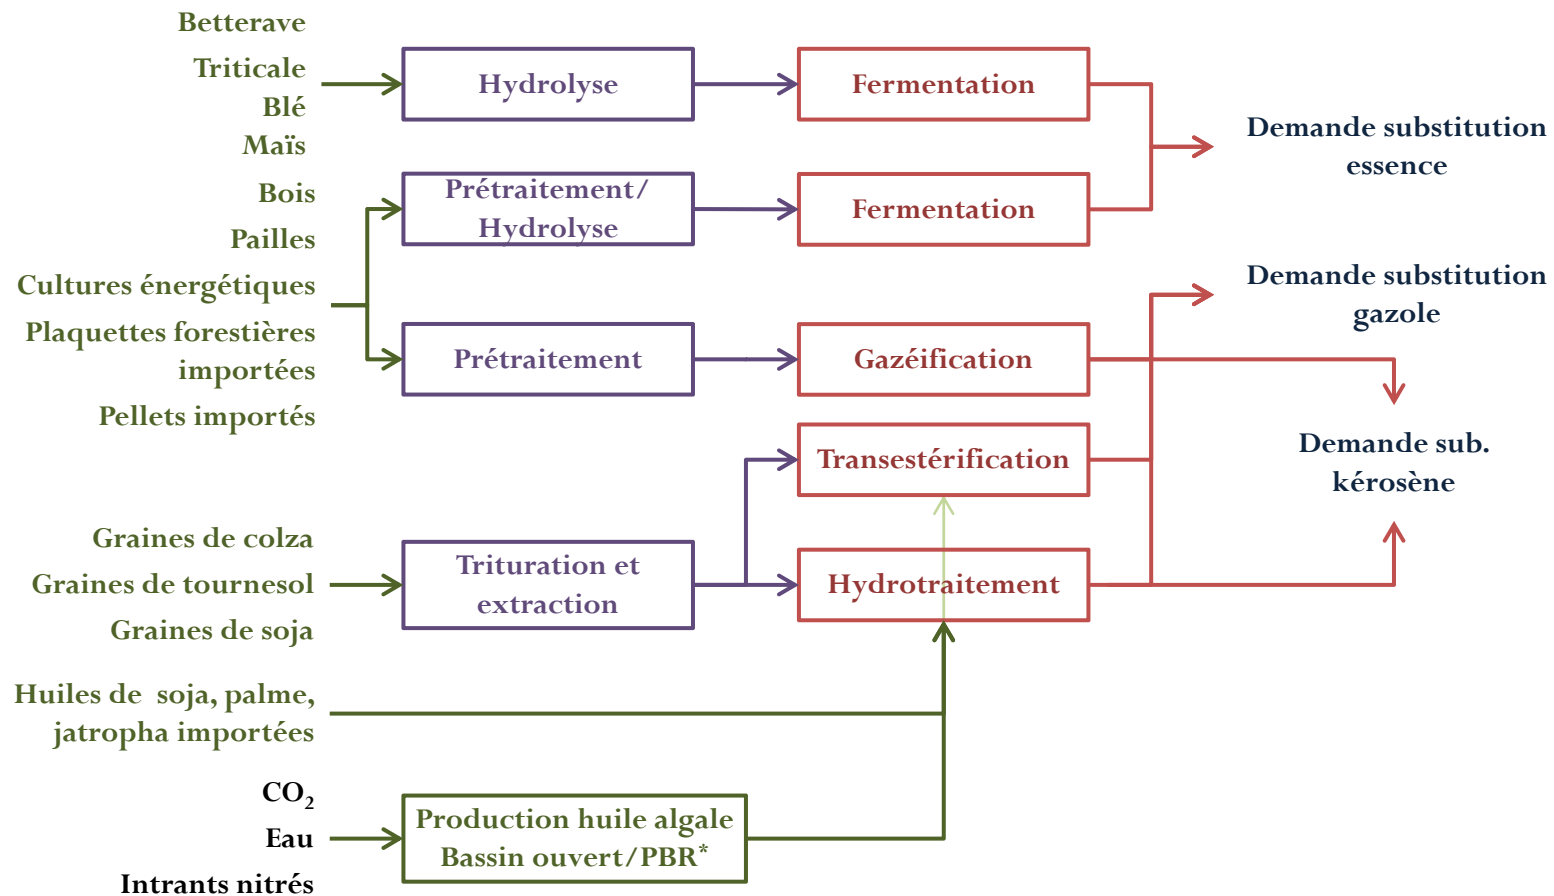 Betterave
Triticale
Blé
Maïs
Hydrolyse
Fermentation
Demande substitution
essence
Bois
Pailles
Cultures énergétiques
Plaquettes forestières
importées
Pellets importés
Prétraitement/
Hydrolyse
Fermentation
Prétraitement
Gazéification
Demande substitution
gazole
Transestérification
Demande sub.
kérosène
Graines de colza
Graines de tournesol
Graines de soja
Trituration et
extraction
Hydrotraitement
Huiles de soja, palme,
jatropha importées
CO₂
Eau
Intrants nitrés
Production huile algale
Bassin ouvert/PBR*